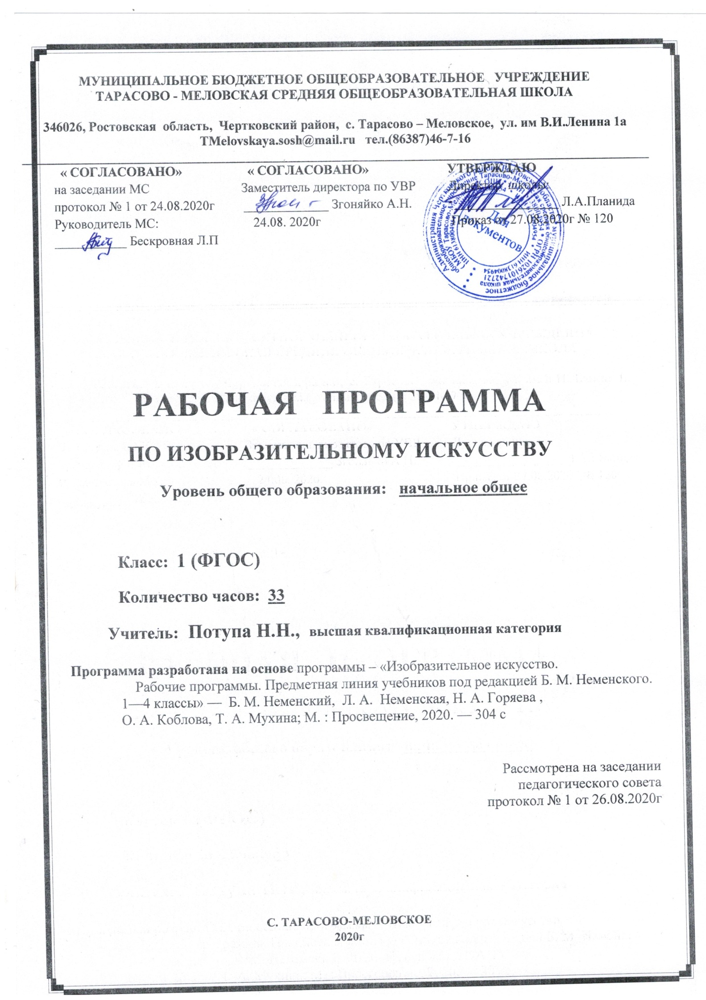 МУНИЦИПАЛЬНОЕ БЮДЖЕТНОЕ ОБЩЕОБРАЗОВАТЕЛЬНОЕ УЧРЕЖДЕНИЕ
ТАРАСОВО - МЕЛОВСКАЯ СРЕДНЯЯ ОБЩЕОБРАЗОВАТЕЛЬНАЯ ШКОЛА
346026, Ростовская область, Чертковский район, с. Тарасово – Меловское, ул. им В.И.Ленина 1а
TMelovskaya.sosh@mail.ru тел.(86387)46-7-16
« СОГЛАСОВАНО»
на заседании МС
протокол № 1 от 24.08.2020г
Руководитель МС:
____________ Бескровная Л.П
« СОГЛАСОВАНО»
Заместитель директора по УВР
______________ Згоняйко А.Н.
24.08. 2020г
УТВЕРЖДАЮ
Директор школы:
Л.А.Планида
Приказ от 27.08.2020г № 120
Для
документов
РАБОЧАЯ ПРОГРАММА
ПО ИЗОБРАЗИТЕЛЬНОМУ ИСКУССТВУ
Уровень общего образования: начальное общее
Класс: 1 (ФГОС)
Количество часов: 33
Учитель: Потупа Н.Н., высшая квалификационная категория
Программа разработана на основе программы – «Изобразительное искусство.
Рабочие программы. Предметная линия учебников под редакцией Б. М. Неменского.
1—4 классы» — Б. М. Неменский, Л. А. Неменская, Н. А. Горяева ,
О. А. Коблова, Т. А. Мухина; М. : Просвещение, 2020. — 304 с
Рассмотрена на заседании
педагогического совета
протокол № 1 от 26.08.2020г
С. ТАРАСОВО-МЕЛОВСКОЕ
2020г